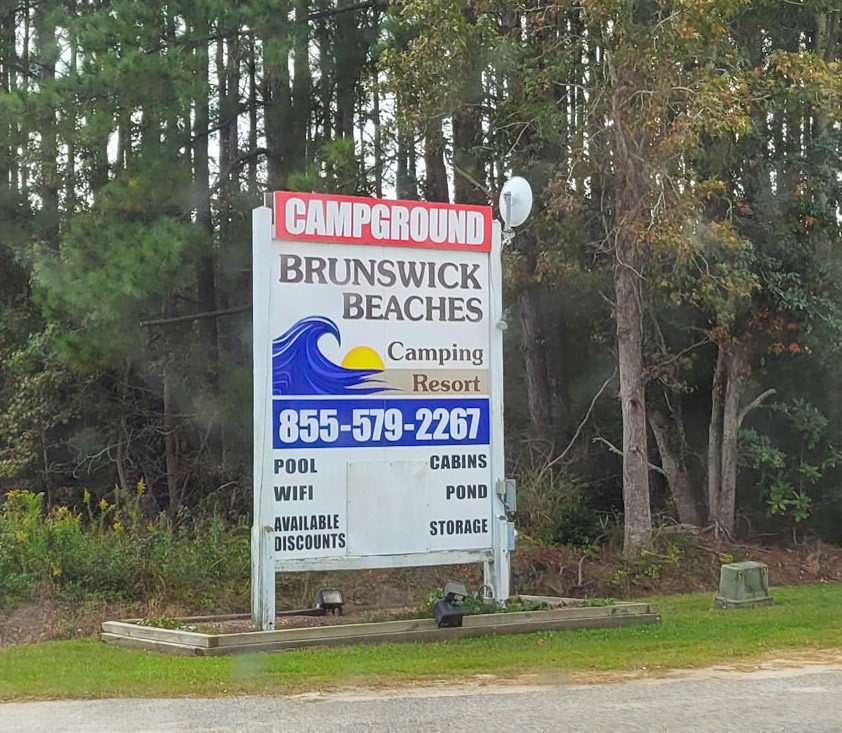 CAMPGROUND
BRUNSWICK
BEACHES
Camping
Resort
855-579-2267
POOL
CABINS
WIFI
POND
AVAILABLE
DISCOUNTS
STORAGE